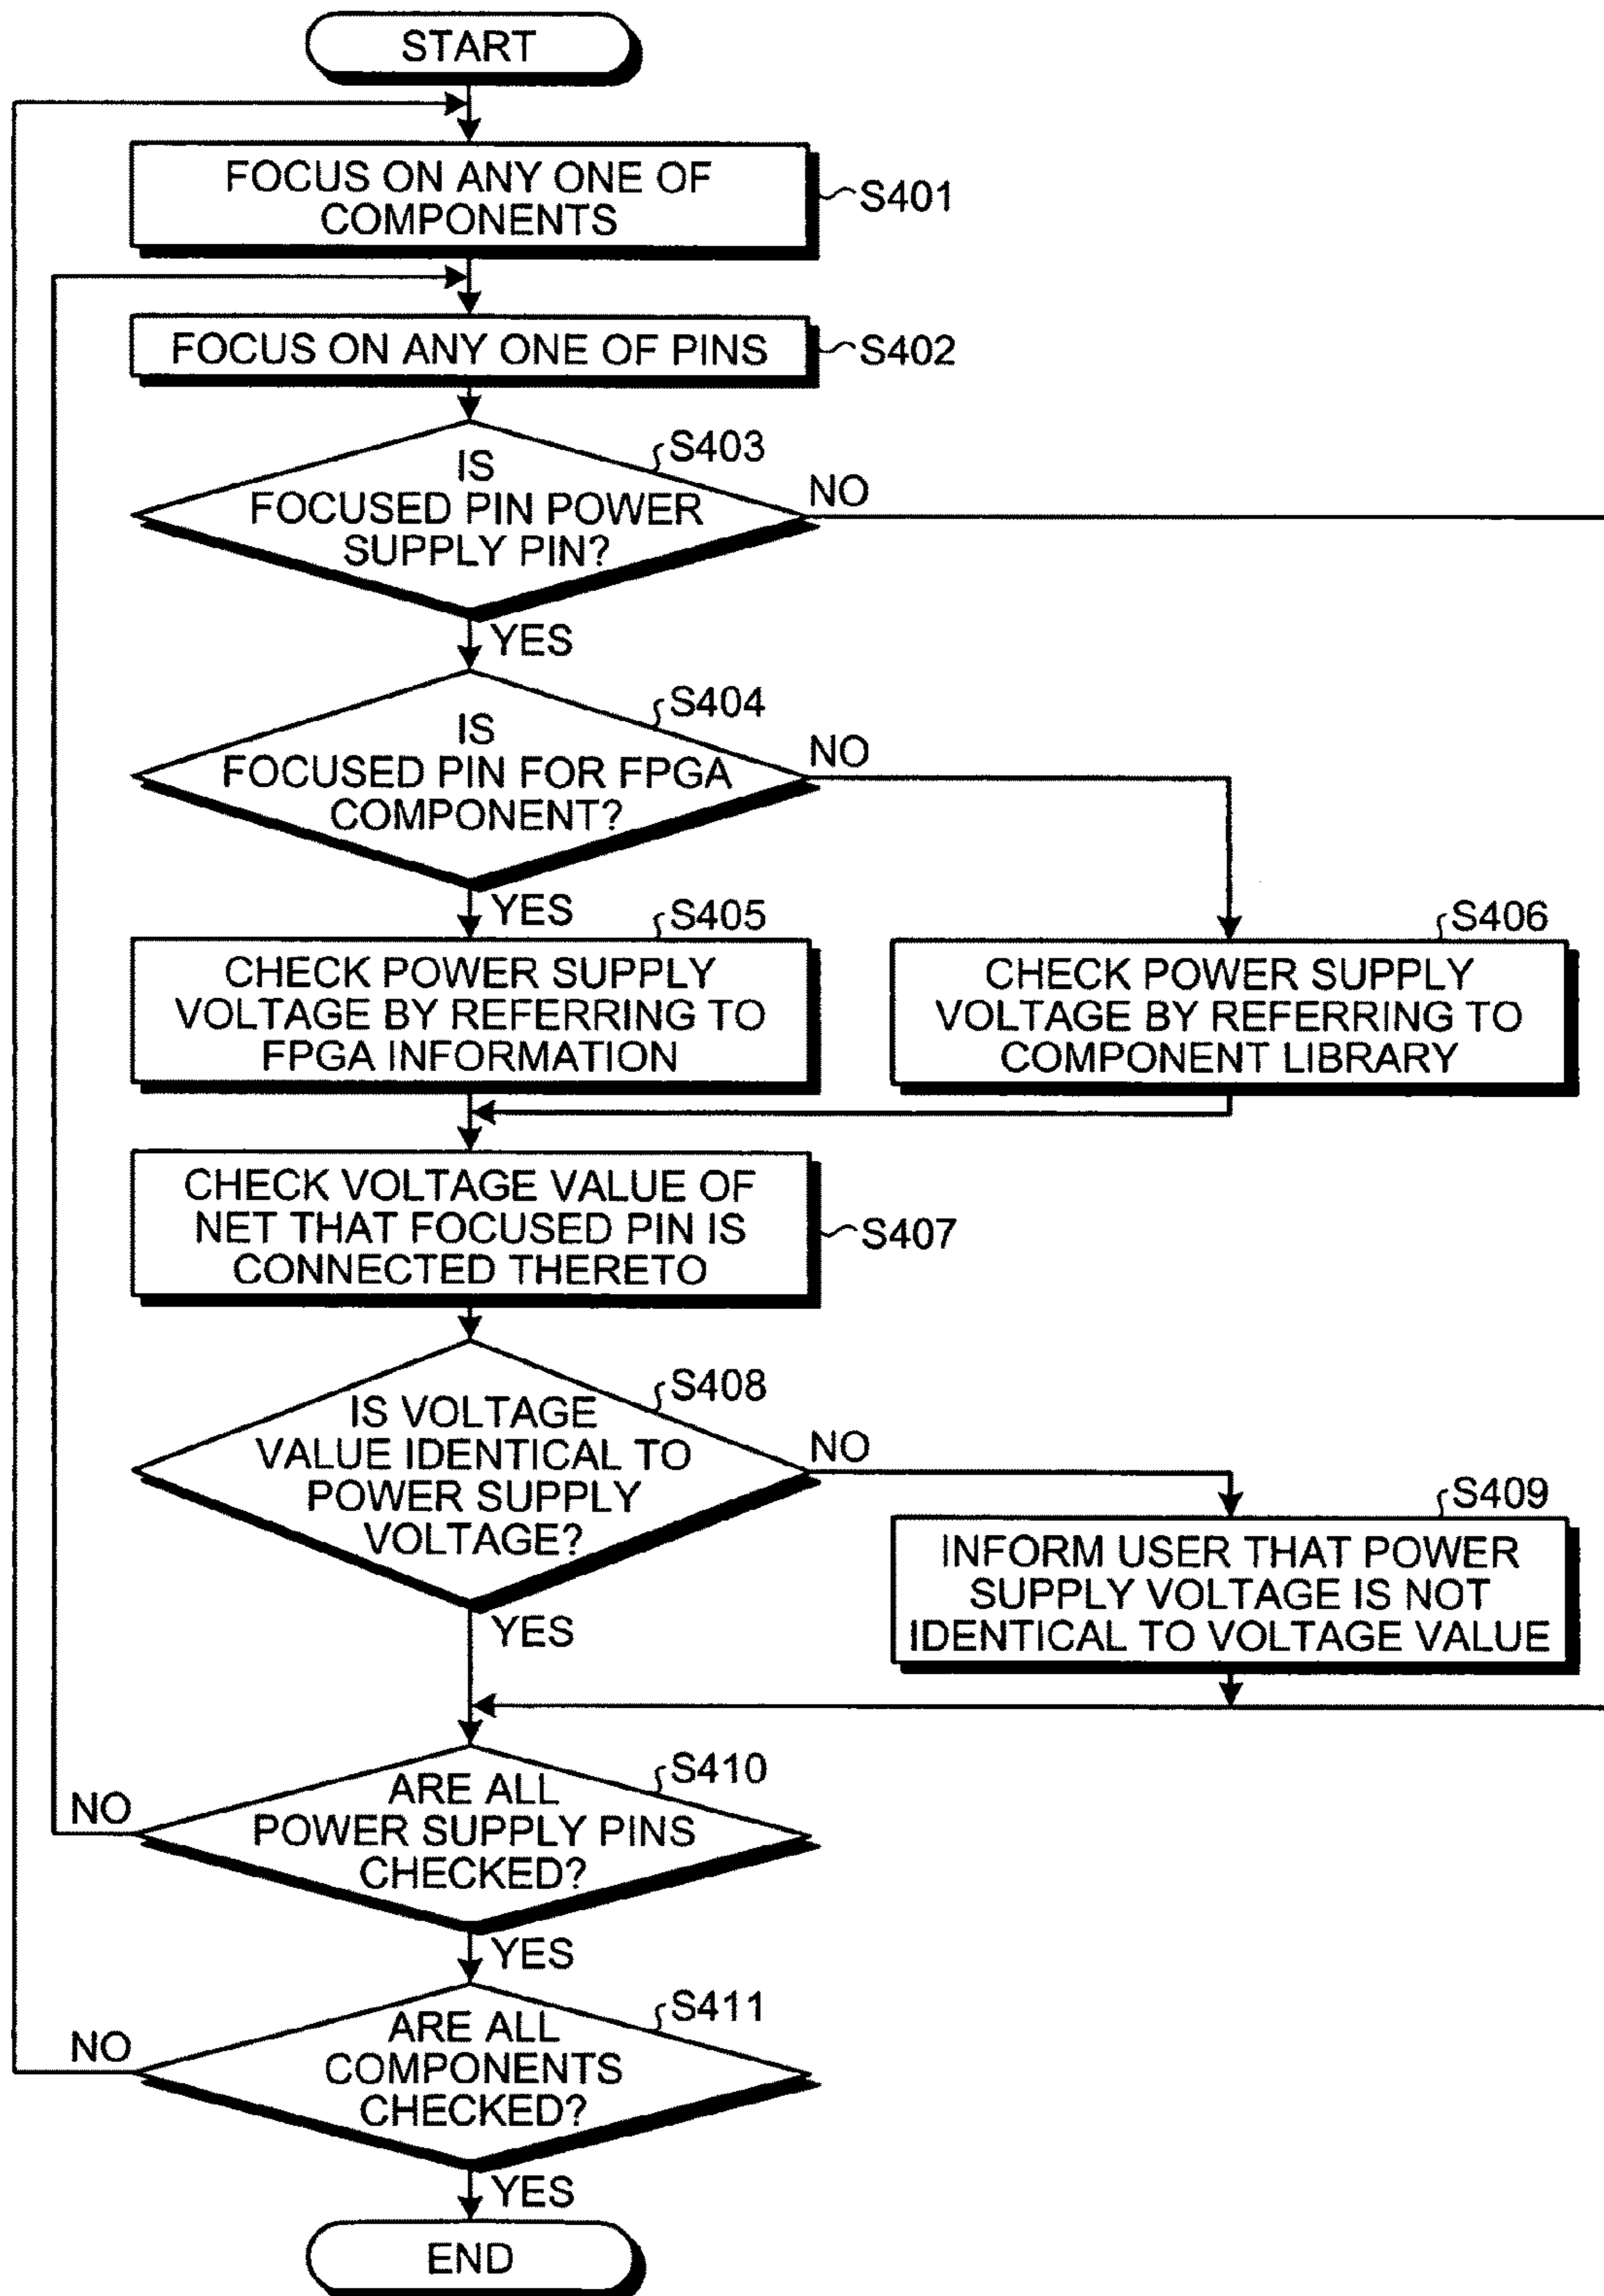 START
FOCUS ON ANY ONE OF
COMPONENTS
S401
FOCUS ON ANY ONE OF PINS
S402
S403
IS
FOCUSED PIN POWER
SUPPLY PIN?
NO
YES
S404
IS
FOCUSED PIN FOR FPGA
COMPONENT?
NO
YES
S405
CHECK POWER SUPPLY
VOLTAGE BY REFERRING TO
FPGA INFORMATION
S406
CHECK POWER SUPPLY
VOLTAGE BY REFERRING TO
COMPONENT LIBRARY
CHECK VOLTAGE VALUE OF
NET THAT FOCUSED PIN IS
CONNECTED THERETO
S407
S408
IS VOLTAGE
VALUE IDENTICAL TO
POWER SUPPLY
VOLTAGE?
NO
YES
S409
INFORM USER THAT POWER
SUPPLY VOLTAGE IS NOT
IDENTICAL TO VOLTAGE VALUE
S410
ARE ALL
POWER SUPPLY PINS
CHECKED?
NO
YES
S411
ARE ALL
COMPONENTS
CHECKED?
NO
YES
END